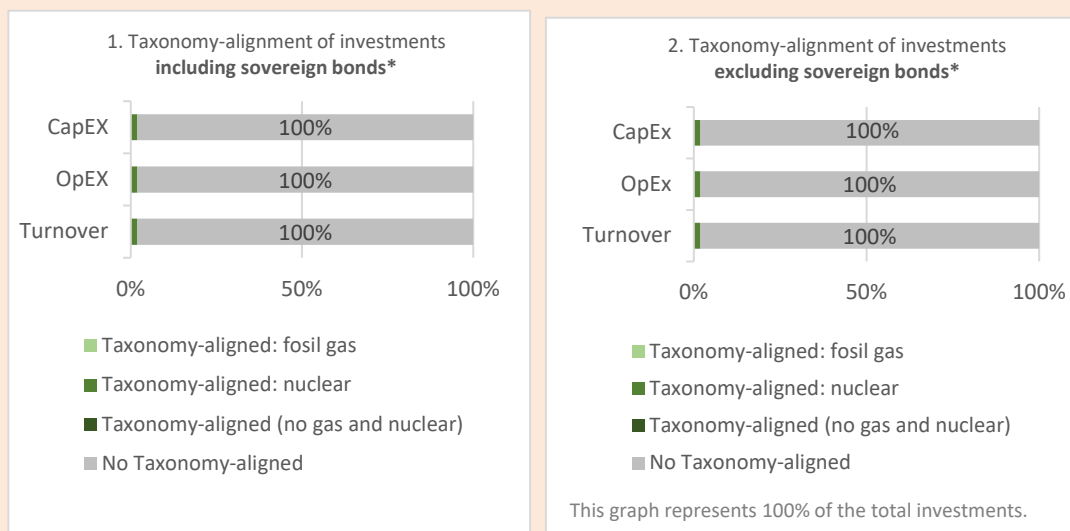 1. Taxonomy-alignment of investments
including sovereign bonds*
CapEX
100%
OpEX
100%
Turnover
100%
0%
50%
100%
Taxonomy-aligned: fosil gas
Taxonomy-aligned: nuclear
Taxonomy-aligned (no gas and nuclear)
No Taxonomy-aligned
2. Taxonomy-alignment of investments
excluding sovereign bonds*
CapEx
100%
OpEx
100%
Turnover
100%
0%
50%
100%
Taxonomy-aligned: fosil gas
Taxonomy-aligned: nuclear
Taxonomy-aligned (no gas and nuclear)
No Taxonomy-aligned
This graph represents 100% of the total investments.